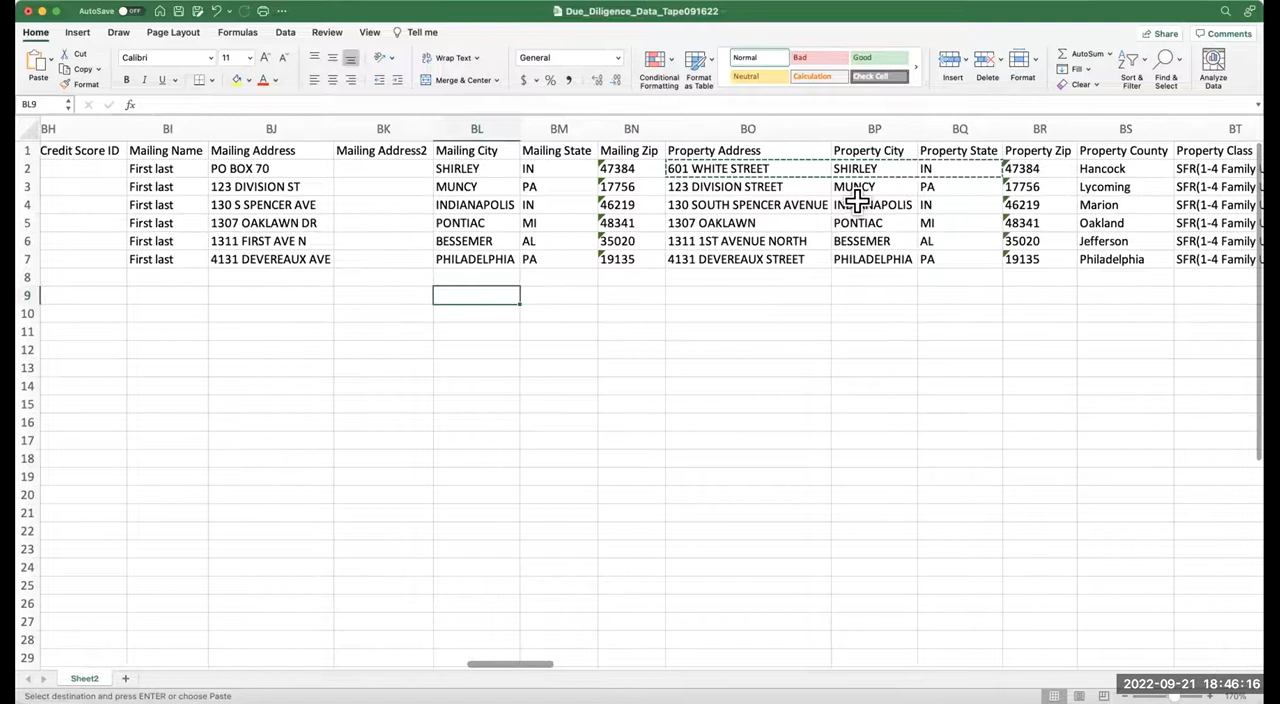 AutoSave OFF Due_Diligence_Data_Tape091622
Home Insert Draw Page Layout Formulas Data Review View Tell me Share Comments
Paste Cut Copy Format Calibri 11 Wrap Text Merge & Center General Conditional Formatting Format as Table Normal Bad Good Neutral Calculation Check Cell Insert Delete Format AutoSum Fill Clear Sort & Filter Find & Select Analyze Data
B I U A $ % 9
BL9 fx
BH BI BJ BK BL BM BN BO BP BQ BR BS BT
1 Credit Score ID Mailing Name Mailing Address Mailing Address2 Mailing City Mailing State Mailing Zip Property Address Property City Property State Property Zip Property County Property Class
2 First last PO BOX 70 SHIRLEY IN 47384 601 WHITE STREET SHIRLEY IN 47384 Hancock SFR(1-4 Family
3 First last 123 DIVISION ST MUNCY PA 17756 123 DIVISION STREET MUNCY PA 17756 Lycoming SFR(1-4 Family
4 First last 130 S SPENCER AVE INDIANAPOLIS IN 46219 130 SOUTH SPENCER AVENUE INDIANAPOLIS IN 46219 Marion SFR(1-4 Family
5 First last 1307 OAKLAWN DR PONTIAC MI 48341 1307 OAKLAWN PONTIAC MI 48341 Oakland SFR(1-4 Family
6 First last 1311 FIRST AVE N BESSEMER AL 35020 1311 1ST AVENUE NORTH BESSEMER AL 35020 Jefferson SFR(1-4 Family
7 First last 4131 DEVEREAUX AVE PHILADELPHIA PA 19135 4131 DEVEREAUX STREET PHILADELPHIA PA 19135 Philadelphia SFR(1-4 Family
8
9
10
11
12
13
14
15
16
17
18
19
20
21
22
23
24
25
26
27
28
29
Sheet2
Select destination and press ENTER or choose Paste
2022-09-21 18:46:16
170%